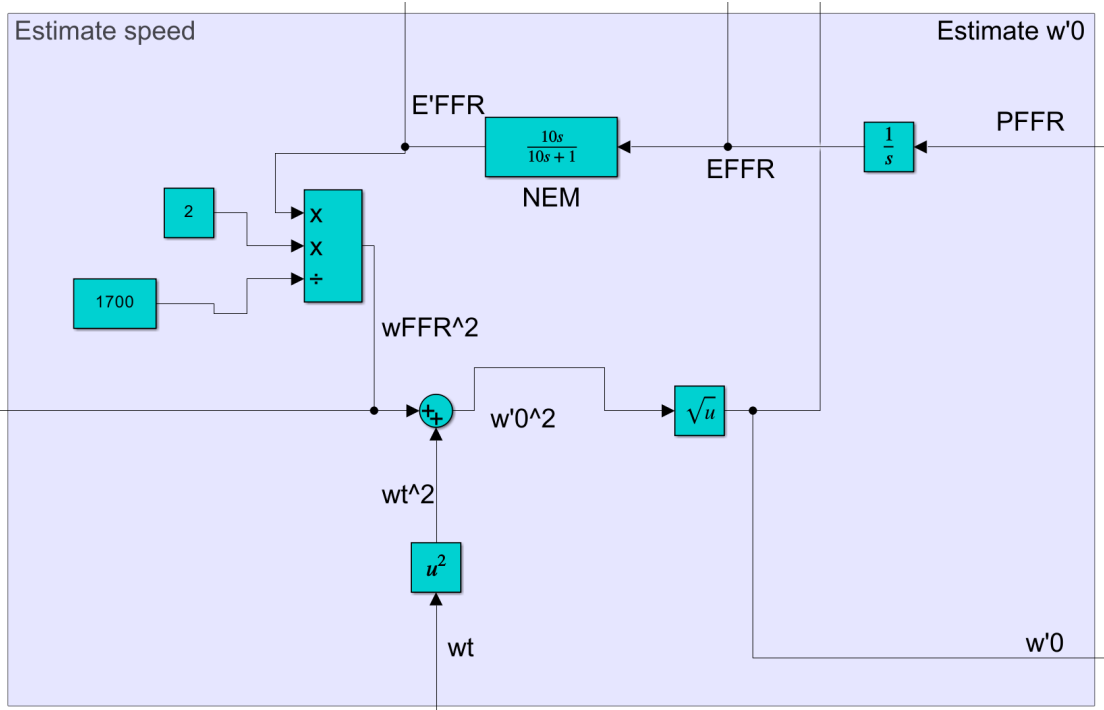 Estimate speed
Estimate w'0
E'FFR
10s
10s + 1
NEM
EFFR
1
s
PFFR
2
1700
X
X
÷
wFFR^2
++
w'0^2
√u
wt^2
u²
wt
w'0